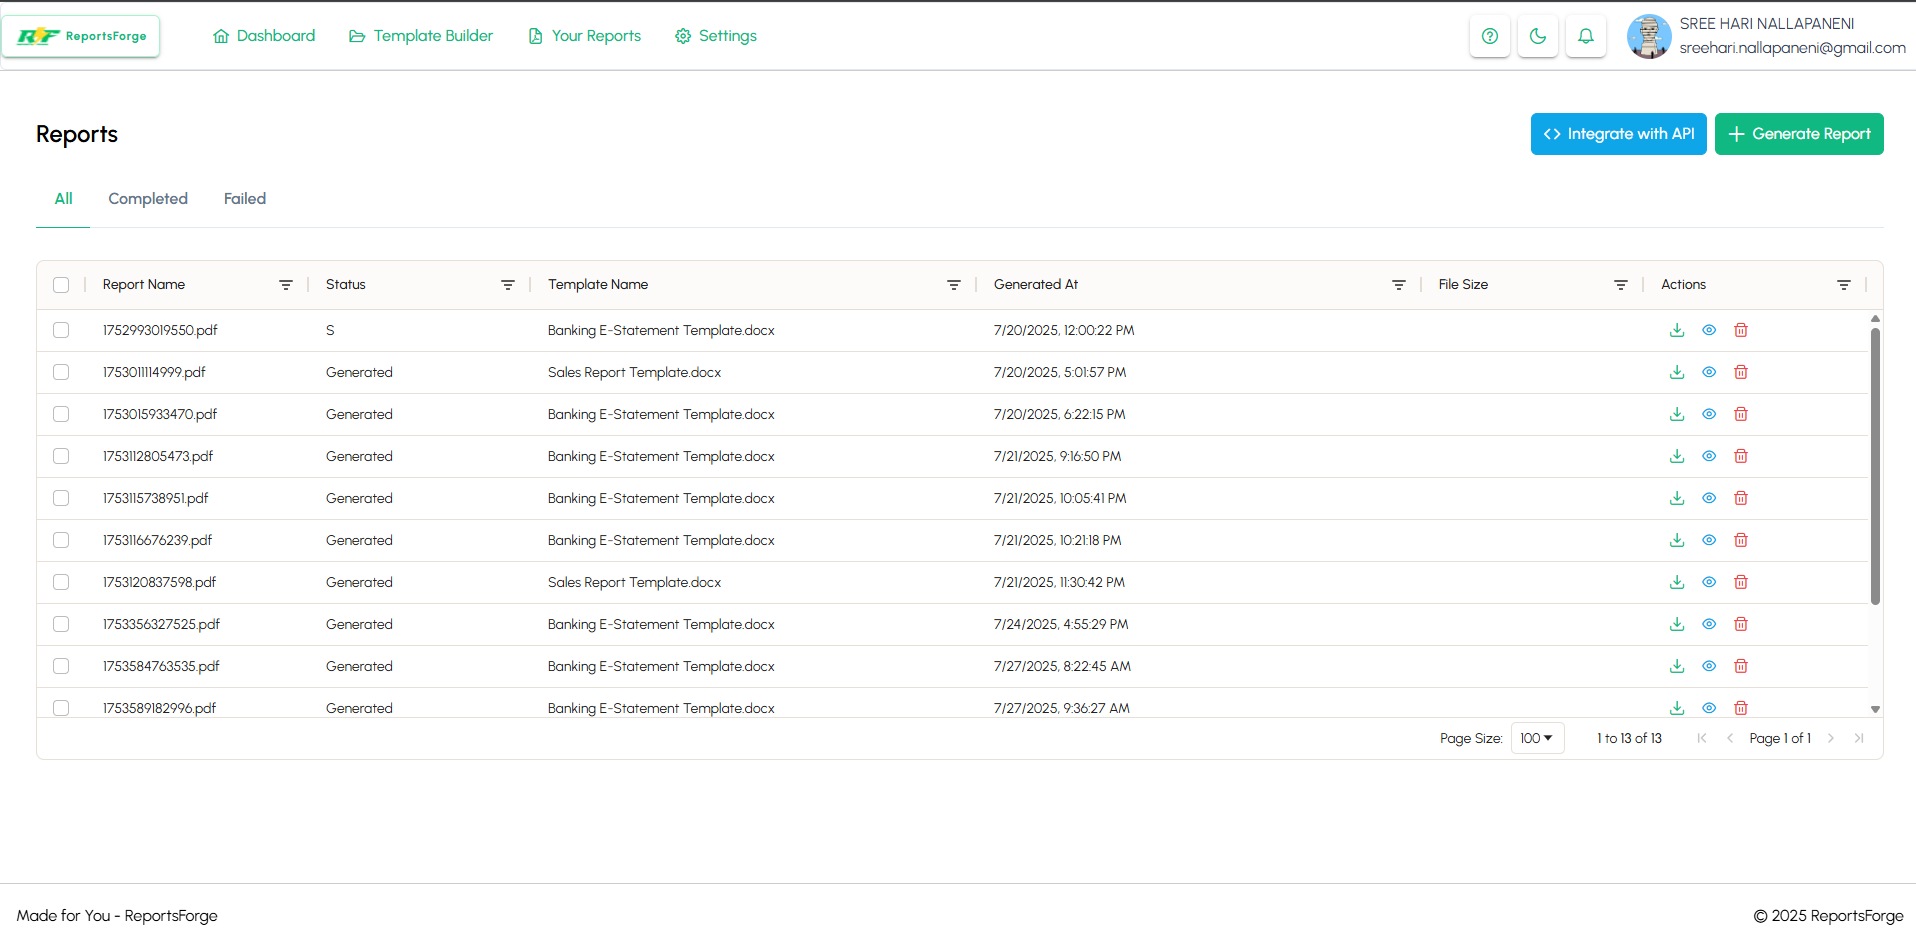 RF ReportsForge Dashboard Template Builder Your Reports Settings SREE HARI NALLAPANENI
sreehari.nallapaneni@gmail.com
Reports <> Integrate with API + Generate Report
All Completed Failed
Report Name Status Template Name Generated At File Size Actions
1752993019550.pdf S Banking E-Statement Template.docx 7/20/2025, 12:00:22 PM
1753011114999.pdf Generated Sales Report Template.docx 7/20/2025, 5:01:57 PM
1753015933470.pdf Generated Banking E-Statement Template.docx 7/20/2025, 6:22:15 PM
1753112805473.pdf Generated Banking E-Statement Template.docx 7/21/2025, 9:16:50 PM
1753115738951.pdf Generated Banking E-Statement Template.docx 7/21/2025, 10:05:41 PM
1753116676239.pdf Generated Banking E-Statement Template.docx 7/21/2025, 10:21:18 PM
1753120837598.pdf Generated Sales Report Template.docx 7/21/2025, 11:30:42 PM
1753356327525.pdf Generated Banking E-Statement Template.docx 7/24/2025, 4:55:29 PM
1753584763535.pdf Generated Banking E-Statement Template.docx 7/27/2025, 8:22:45 AM
1753589182996.pdf Generated Banking E-Statement Template.docx 7/27/2025, 9:36:27 AM
Page Size: 100 1 to 13 of 13 Page 1 of 1
Made for You - ReportsForge © 2025 ReportsForge